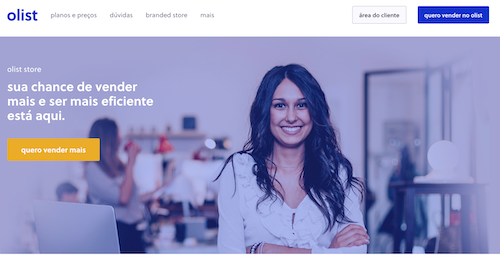 olist
planos e preços
dúvidas
branded store
mais
área do cliente
quero vender no olist
olist store
sua chance de vender
mais e ser mais eficiente
está aqui.
quero vender mais